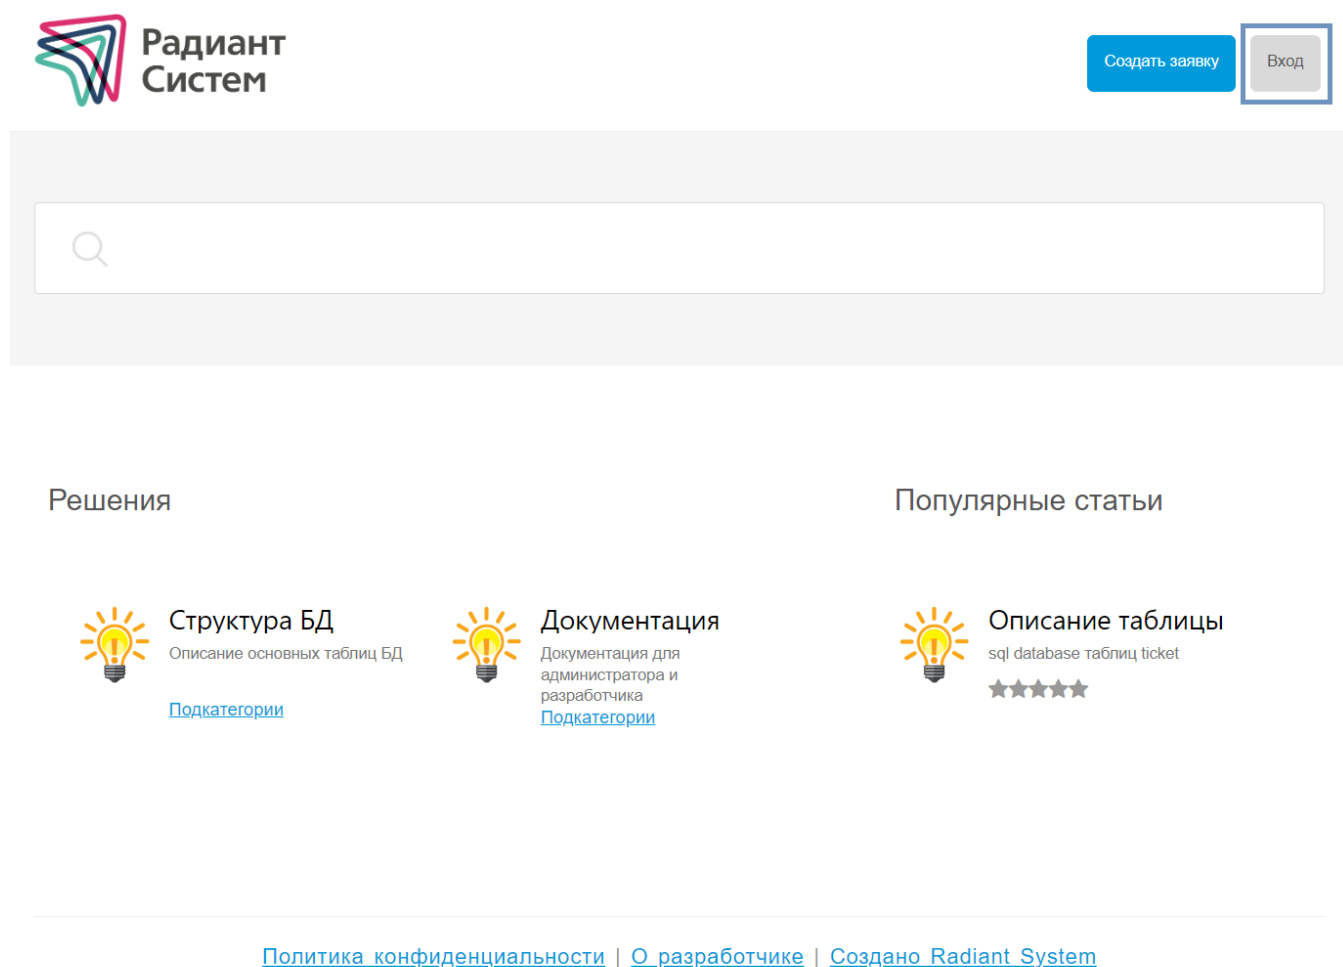 Радиант
Систем
Создать заявку
Вход
Решения
Популярные статьи
Структура БД
Описание основных таблиц БД
Подкатегории
Документация
Документация для
администратора и
разработчика
Подкатегории
Описание таблицы
sql database таблиц ticket
Политика конфиденциальности | О разработчике | Создано Radiant System